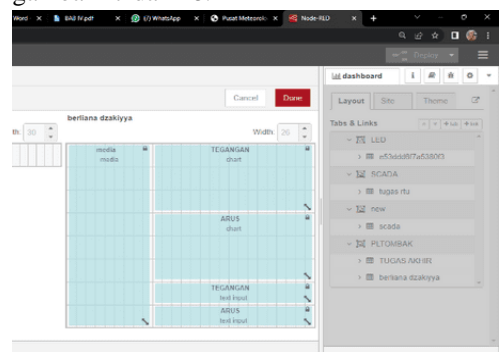 Word
BAB IV.pdf
(7) WhatsApp
Pusat Meteorolo
Node-RED
Deploy
dashboard
Cancel
Done
Layout
Site
Theme
berliana dzakiyya
Width
30
Width
26
Tabs & Links
+ tab
+ link
LED
SCADA
tugas rtu
new
scada
PLTOMBAK
TUGAS AKHIR
berliana dzakiyya
media
media
TEGANGAN
chart
ARUS
chart
TEGANGAN
text input
ARUS
text input